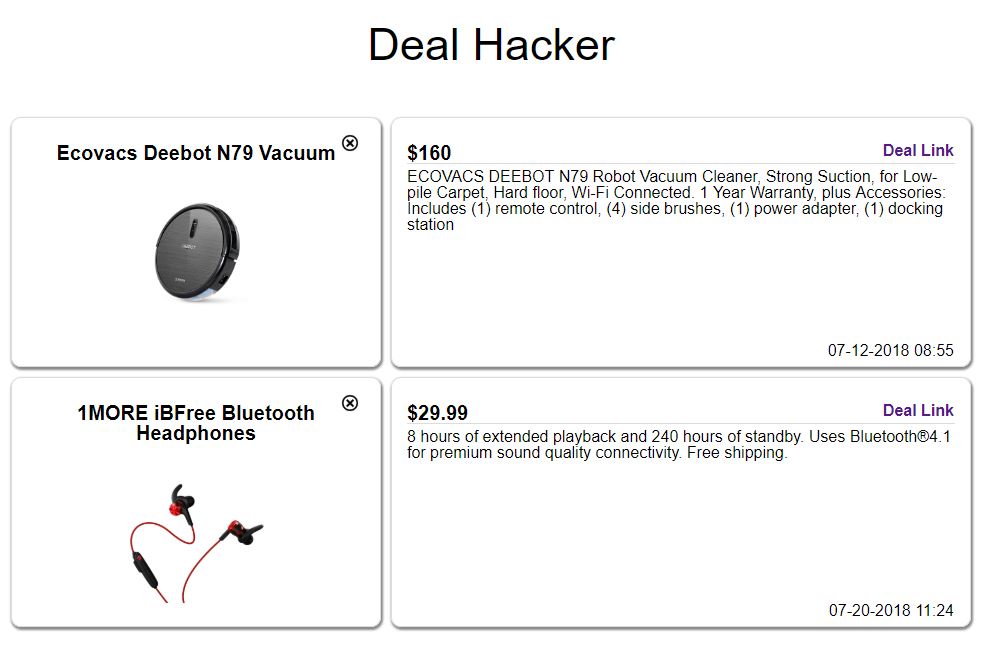 Deal Hacker
Ecovacs Deebot N79 Vacuum
$160
Deal Link
ECOVACS DEEBOT N79 Robot Vacuum Cleaner, Strong Suction, for Low-
pile Carpet, Hard floor, Wi-Fi Connected. 1 Year Warranty, plus Accessories:
Includes (1) remote control, (4) side brushes, (1) power adapter, (1) docking
station
07-12-2018 08:55
1MORE iBFree Bluetooth
Headphones
$29.99
Deal Link
8 hours of extended playback and 240 hours of standby. Uses Bluetooth®4.1
for premium sound quality connectivity. Free shipping.
07-20-2018 11:24